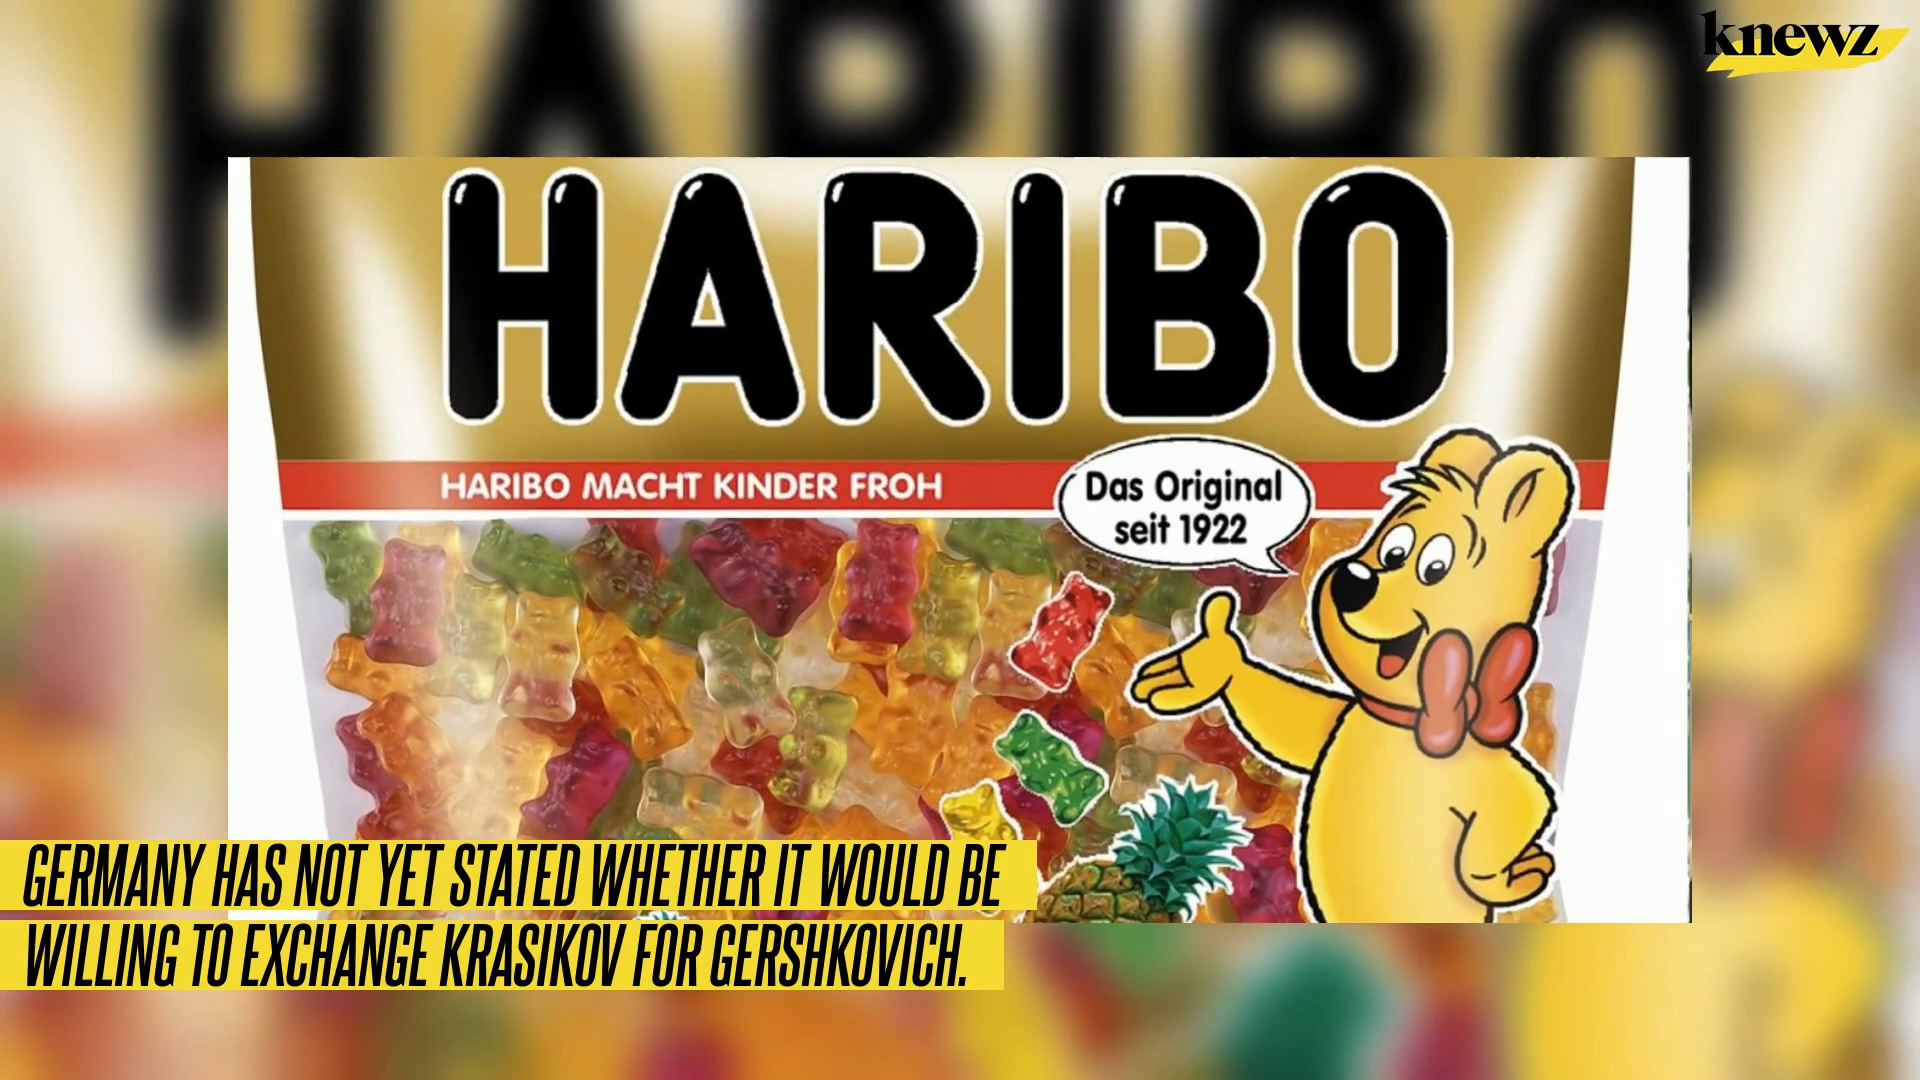 knewz
HARIBO
HARIBO MACHT KINDER FROH
Das Original
seit 1922
GERMANY HAS NOT YET STATED WHETHER IT WOULD BE
WILLING TO EXCHANGE KRASIKOV FOR GERSHKOVICH.